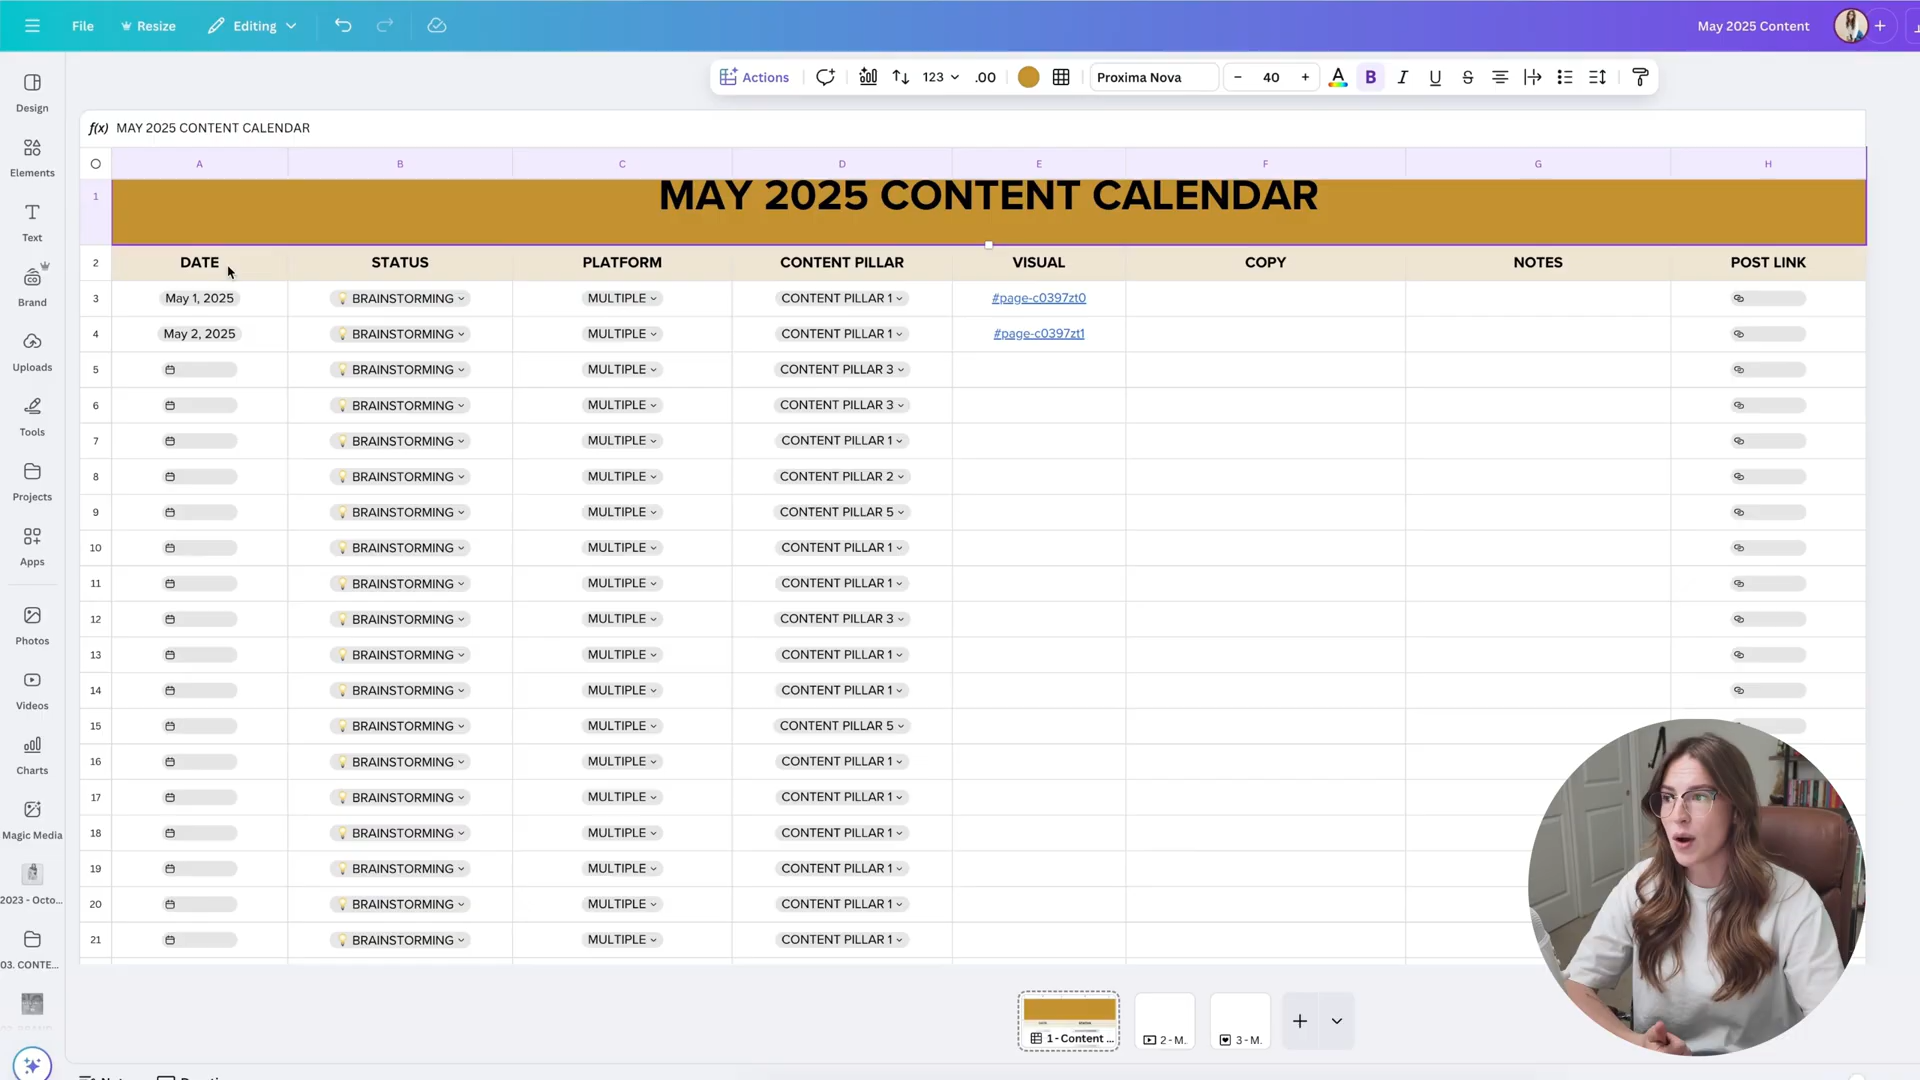 File Resize Editing May 2025 Content
Actions 123 .00 Proxima Nova − 40 + A B I U S
Design
Elements
Text
Brand
Uploads
Tools
Projects
Apps
Photos
Videos
Charts
Magic Media
2023 - Octo...
03. CONTE...
f(x) MAY 2025 CONTENT CALENDAR
A B C D E F G H
1 MAY 2025 CONTENT CALENDAR
2 DATE STATUS PLATFORM CONTENT PILLAR VISUAL COPY NOTES POST LINK
3 May 1, 2025 💡 BRAINSTORMING MULTIPLE CONTENT PILLAR 1 #page-c0397zt0
4 May 2, 2025 💡 BRAINSTORMING MULTIPLE CONTENT PILLAR 1 #page-c0397zt1
5 💡 BRAINSTORMING MULTIPLE CONTENT PILLAR 3
6 💡 BRAINSTORMING MULTIPLE CONTENT PILLAR 3
7 💡 BRAINSTORMING MULTIPLE CONTENT PILLAR 1
8 💡 BRAINSTORMING MULTIPLE CONTENT PILLAR 2
9 💡 BRAINSTORMING MULTIPLE CONTENT PILLAR 5
10 💡 BRAINSTORMING MULTIPLE CONTENT PILLAR 1
11 💡 BRAINSTORMING MULTIPLE CONTENT PILLAR 1
12 💡 BRAINSTORMING MULTIPLE CONTENT PILLAR 3
13 💡 BRAINSTORMING MULTIPLE CONTENT PILLAR 1
14 💡 BRAINSTORMING MULTIPLE CONTENT PILLAR 1
15 💡 BRAINSTORMING MULTIPLE CONTENT PILLAR 5
16 💡 BRAINSTORMING MULTIPLE CONTENT PILLAR 1
17 💡 BRAINSTORMING MULTIPLE CONTENT PILLAR 1
18 💡 BRAINSTORMING MULTIPLE CONTENT PILLAR 1
19 💡 BRAINSTORMING MULTIPLE CONTENT PILLAR 1
20 💡 BRAINSTORMING MULTIPLE CONTENT PILLAR 1
21 💡 BRAINSTORMING MULTIPLE CONTENT PILLAR 1
1 - Content ... 2 - M. 3 - M.